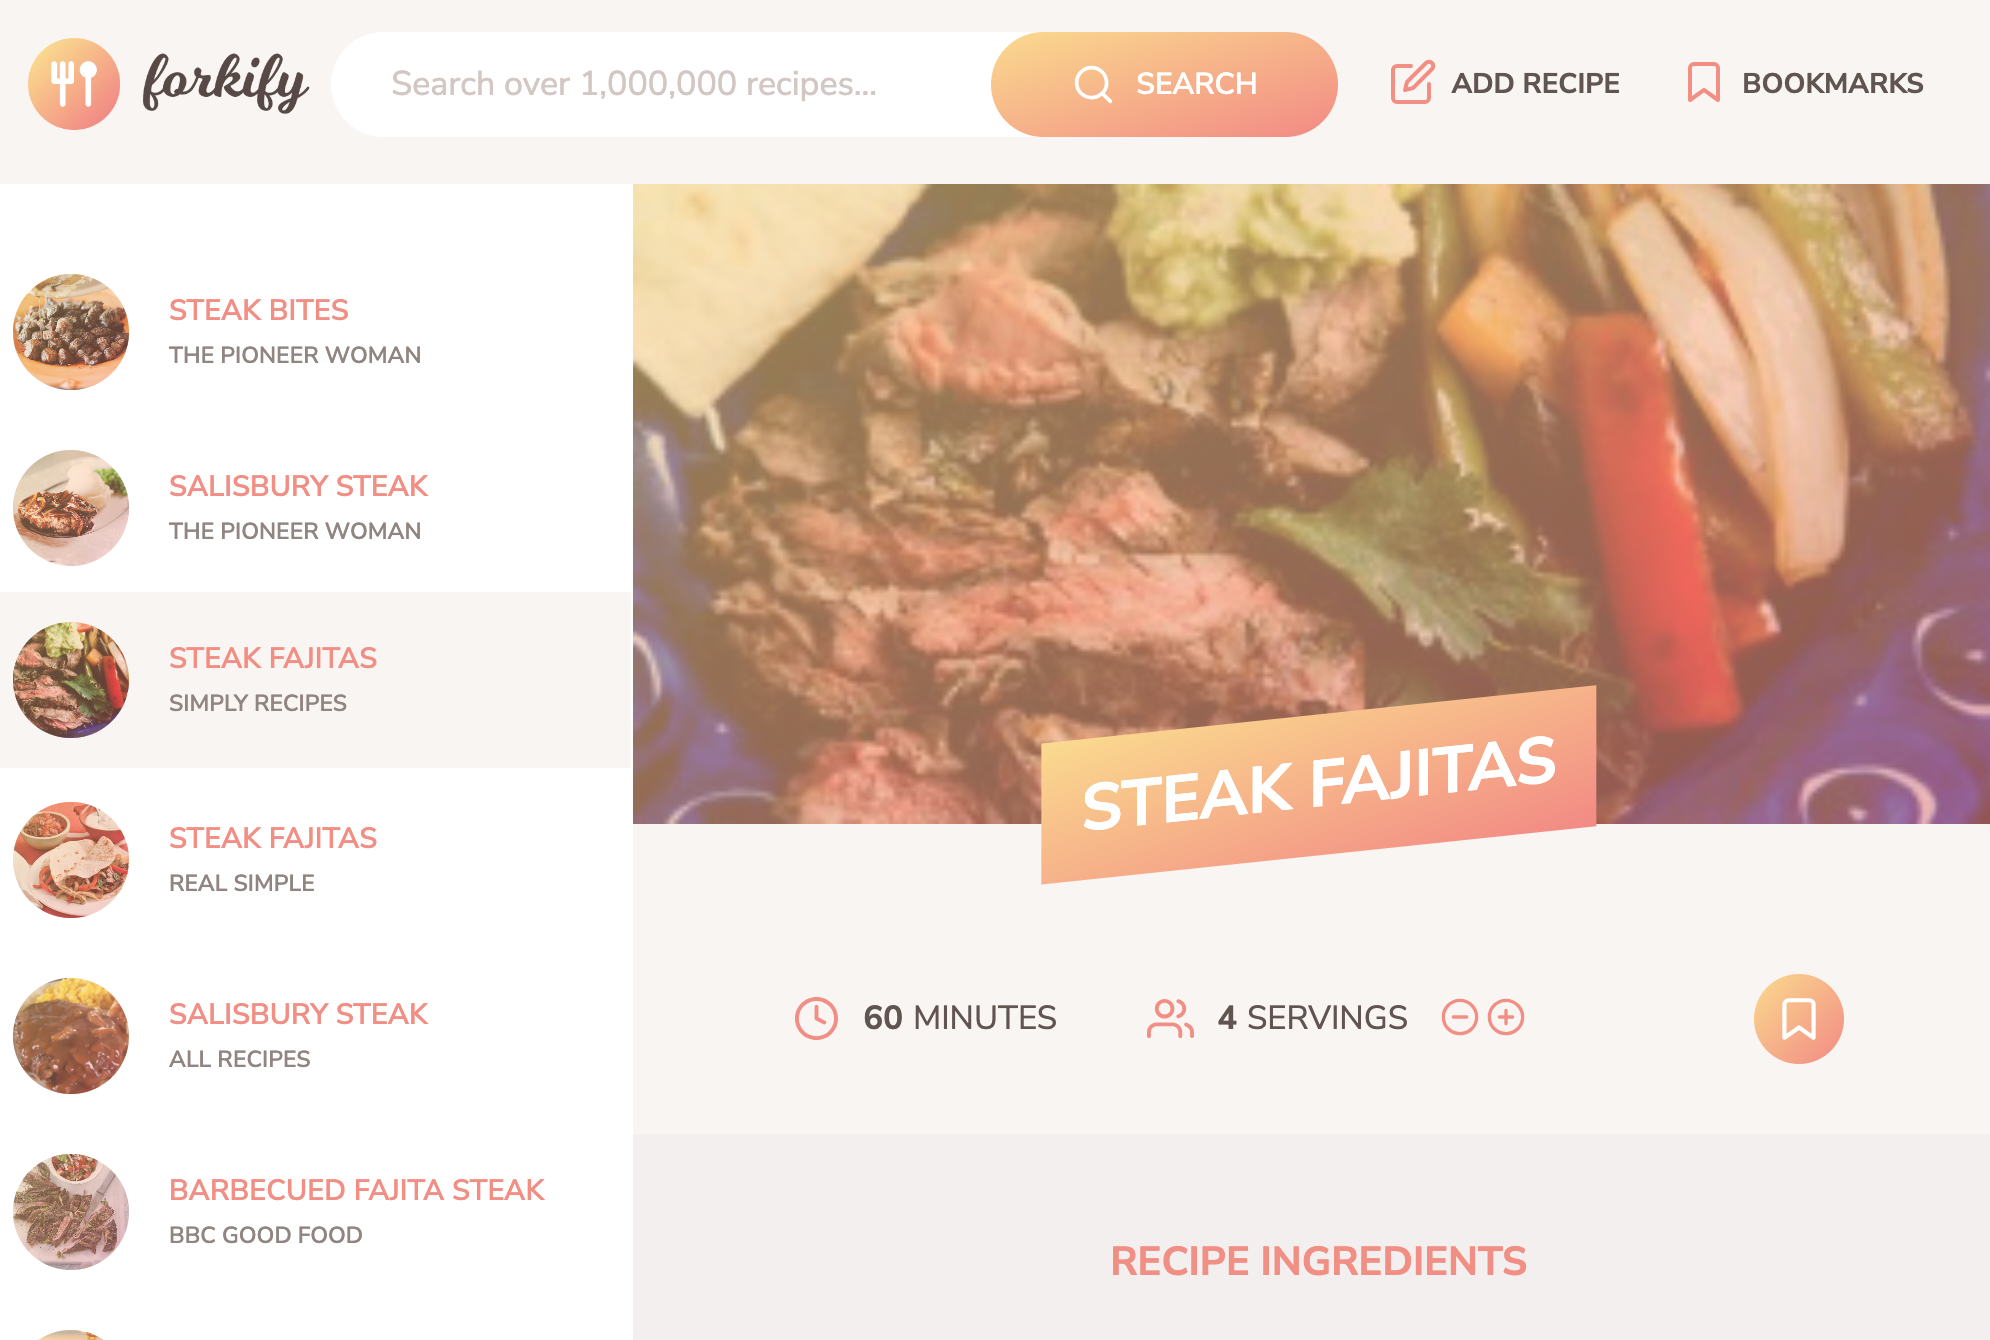 forkify
Search over 1,000,000 recipes...
SEARCH
ADD RECIPE
BOOKMARKS
STEAK BITES
THE PIONEER WOMAN
SALISBURY STEAK
THE PIONEER WOMAN
STEAK FAJITAS
SIMPLY RECIPES
STEAK FAJITAS
REAL SIMPLE
SALISBURY STEAK
ALL RECIPES
BARBECUED FAJITA STEAK
BBC GOOD FOOD
STEAK FAJITAS
60 MINUTES
4 SERVINGS
RECIPE INGREDIENTS